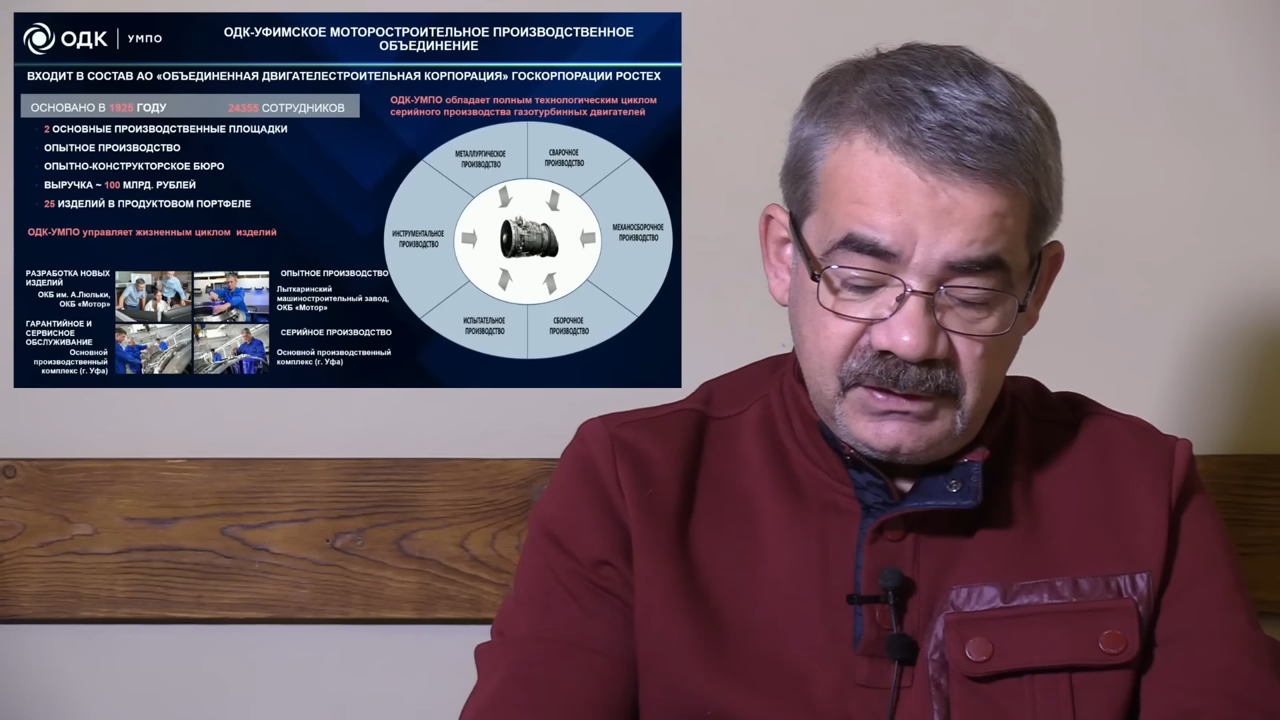 ОДК
УМПО
ОДК-УФИМСКОЕ МОТОРОСТРОИТЕЛЬНОЕ ПРОИЗВОДСТВЕННОЕ
ОБЪЕДИНЕНИЕ
ВХОДИТ В СОСТАВ АО «ОБЪЕДИНЕННАЯ ДВИГАТЕЛЕСТРОИТЕЛЬНАЯ КОРПОРАЦИЯ» ГОСКОРПОРАЦИИ РОСТЕХ
ОСНОВАНО В 1925 ГОДУ
24355 СОТРУДНИКОВ
2 ОСНОВНЫЕ ПРОИЗВОДСТВЕННЫЕ ПЛОЩАДКИ
ОПЫТНОЕ ПРОИЗВОДСТВО
ОПЫТНО-КОНСТРУКТОРСКОЕ БЮРО
ВЫРУЧКА ~ 100 МЛРД. РУБЛЕЙ
25 ИЗДЕЛИЙ В ПРОДУКТОВОМ ПОРТФЕЛЕ
ОДК-УМПО управляет жизненным циклом изделий
РАЗРАБОТКА НОВЫХ
ИЗДЕЛИЙ
ОКБ им. А.Люльки,
ОКБ «Мотор»
ГАРАНТИЙНОЕ И
СЕРВИСНОЕ
ОБСЛУЖИВАНИЕ
Основной
производственный
комплекс (г. Уфа)
ОПЫТНОЕ ПРОИЗВОДСТВО
Лыткаринский
машиностроительный завод,
ОКБ «Мотор»
СЕРИЙНОЕ ПРОИЗВОДСТВО
Основной производственный
комплекс (г. Уфа)
ОДК-УМПО обладает полным технологическим циклом
серийного производства газотурбинных двигателей
МЕТАЛЛУРГИЧЕСКОЕ
ПРОИЗВОДСТВО
СВАРОЧНОЕ
ПРОИЗВОДСТВО
ИНСТРУМЕНТАЛЬНОЕ
ПРОИЗВОДСТВО
МЕХАНОСБОРОЧНОЕ
ПРОИЗВОДСТВО
ИСПЫТАТЕЛЬНОЕ
ПРОИЗВОДСТВО
СБОРОЧНОЕ
ПРОИЗВОДСТВО